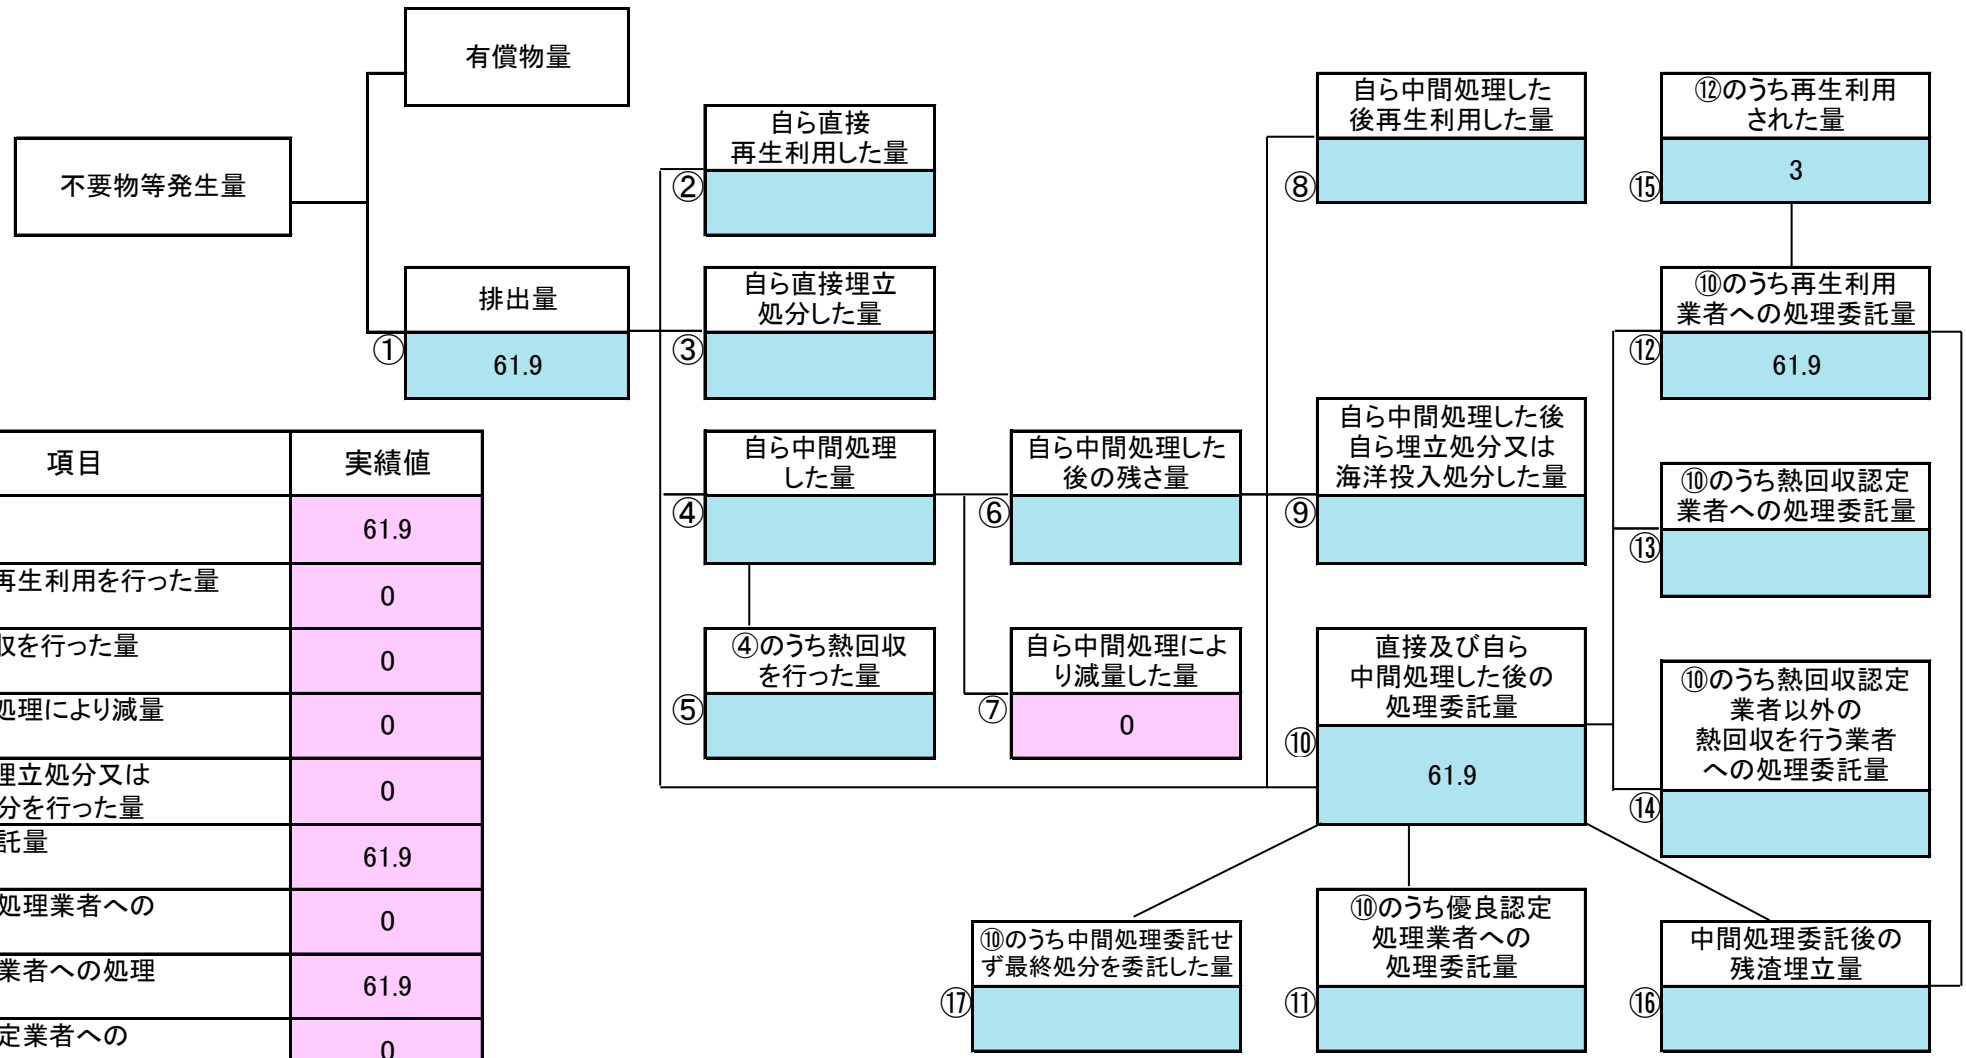 有償物量
不要物等発生量
排出量
①
61.9
自ら直接
再生利用した量
②
自ら直接埋立
処分した量
③
自ら中間処理
した量
④
④のうち熱回収
を行った量
⑤
自ら中間処理した
後の残さ量
⑥
自ら中間処理によ
り減量した量
⑦
0
自ら中間処理した
後再生利用した量
⑧
自ら中間処理した後
自ら埋立処分又は
海洋投入処分した量
⑨
直接及び自ら
中間処理した後の
処理委託量
⑩
61.9
⑫のうち再生利用
された量
3
⑮
⑩のうち再生利用
業者への処理委託量
⑫
61.9
⑩のうち熱回収認定
業者への処理委託量
⑬
⑩のうち熱回収認定
業者以外の
熱回収を行う業者
への処理委託量
⑭
⑩のうち中間処理委託せ
ず最終処分を委託した量
⑰
⑩のうち優良認定
処理業者への
処理委託量
⑪
中間処理委託後の
残渣埋立量
⑯
項目 実績値
61.9
再生利用を行った量 0
収を行った量 0
処理により減量 0
埋立処分又は
分を行った量 0
託量 61.9
処理業者への 0
業者への処理 61.9
定業者への 0